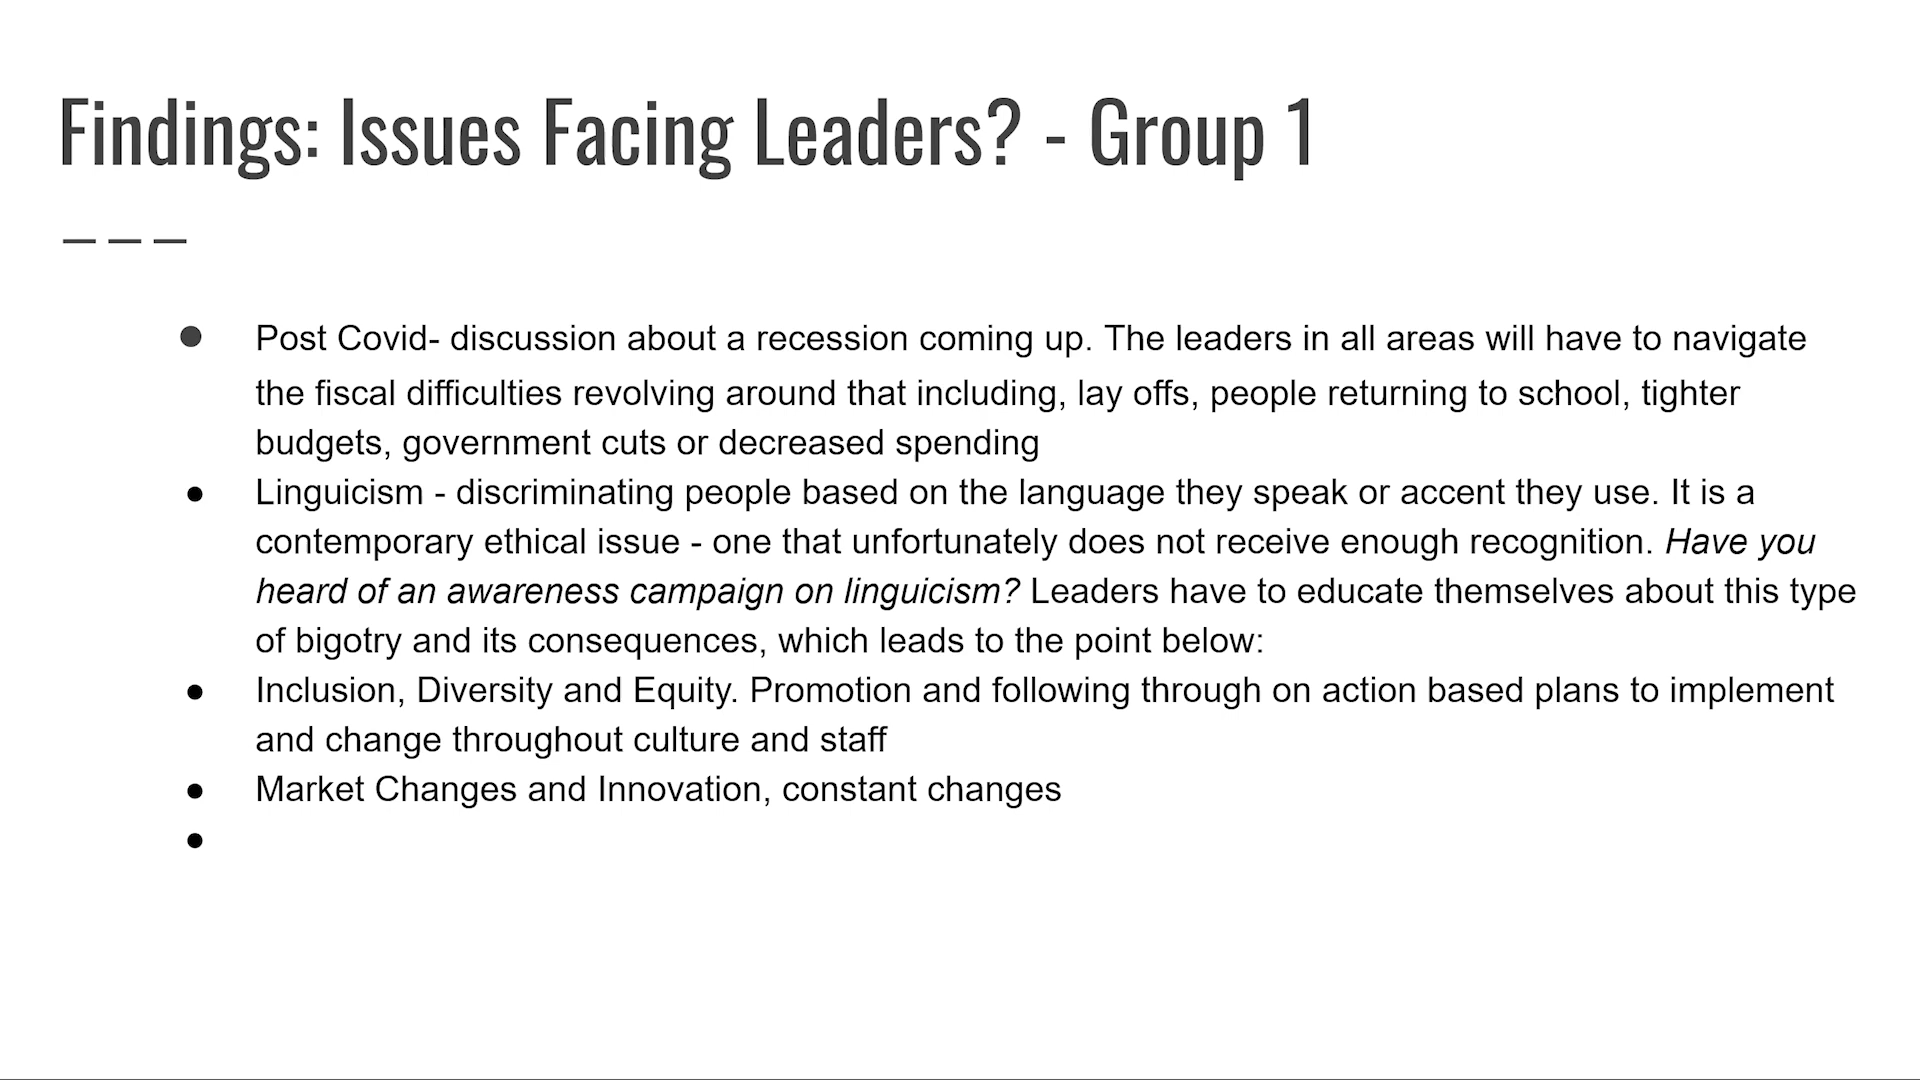 Findings: Issues Facing Leaders? - Group 1
● Post Covid- discussion about a recession coming up. The leaders in all areas will have to navigate
the fiscal difficulties revolving around that including, lay offs, people returning to school, tighter
budgets, government cuts or decreased spending
● Linguicism - discriminating people based on the language they speak or accent they use. It is a
contemporary ethical issue - one that unfortunately does not receive enough recognition. Have you
heard of an awareness campaign on linguicism? Leaders have to educate themselves about this type
of bigotry and its consequences, which leads to the point below:
● Inclusion, Diversity and Equity. Promotion and following through on action based plans to implement
and change throughout culture and staff
● Market Changes and Innovation, constant changes
●